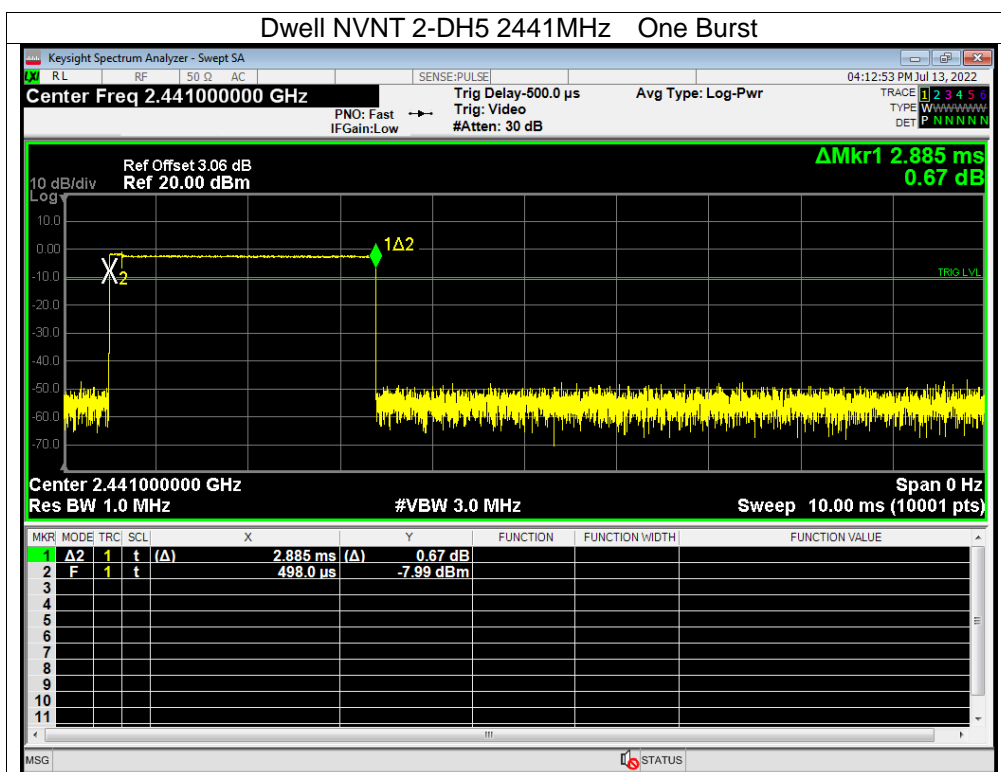 Dwell NVNT 2-DH5 2441MHz One Burst
Keysight Spectrum Analyzer - Swept SA
LXI RL RF 50 Ω AC SENSE:PULSE 04:12:53 PM Jul 13, 2022
Center Freq 2.441000000 GHz
PNO: Fast
IFGain:Low
Trig Delay-500.0 µs
Trig: Video
#Atten: 30 dB
Avg Type: Log-Pwr
TRACE 1 2 3 4 5 6
TYPE WWWWWW
DET P N N N N N
ΔMkr1 2.885 ms
0.67 dB
Ref Offset 3.06 dB
10 dB/div Ref 20.00 dBm
Log
10.0
0.00
-10.0
-20.0
-30.0
-40.0
-50.0
-60.0
-70.0
1Δ2
X2
TRIG LVL
Center 2.441000000 GHz Span 0 Hz
Res BW 1.0 MHz #VBW 3.0 MHz Sweep 10.00 ms (10001 pts)
MKR MODE TRC SCL X Y FUNCTION FUNCTION WIDTH FUNCTION VALUE
1 Δ2 1 t (Δ) 2.885 ms (Δ) 0.67 dB
2 F 1 t 498.0 µs -7.99 dBm
3
4
5
6
7
8
9
10
11
MSG STATUS